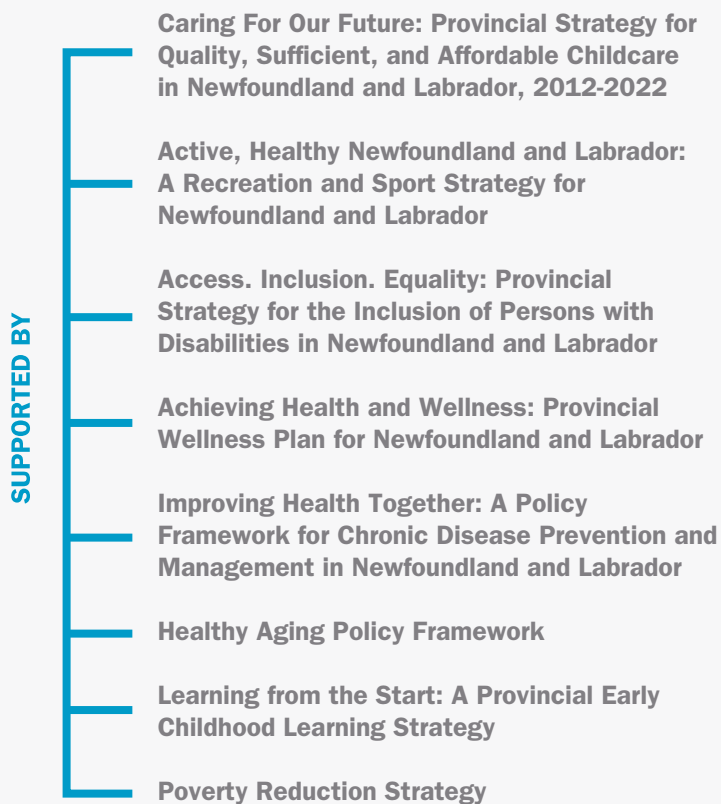 SUPPORTED BY
Caring For Our Future: Provincial Strategy for
Quality, Sufficient, and Affordable Childcare
in Newfoundland and Labrador, 2012-2022
Active, Healthy Newfoundland and Labrador:
A Recreation and Sport Strategy for
Newfoundland and Labrador
Access. Inclusion. Equality: Provincial
Strategy for the Inclusion of Persons with
Disabilities in Newfoundland and Labrador
Achieving Health and Wellness: Provincial
Wellness Plan for Newfoundland and Labrador
Improving Health Together: A Policy
Framework for Chronic Disease Prevention and
Management in Newfoundland and Labrador
Healthy Aging Policy Framework
Learning from the Start: A Provincial Early
Childhood Learning Strategy
Poverty Reduction Strategy